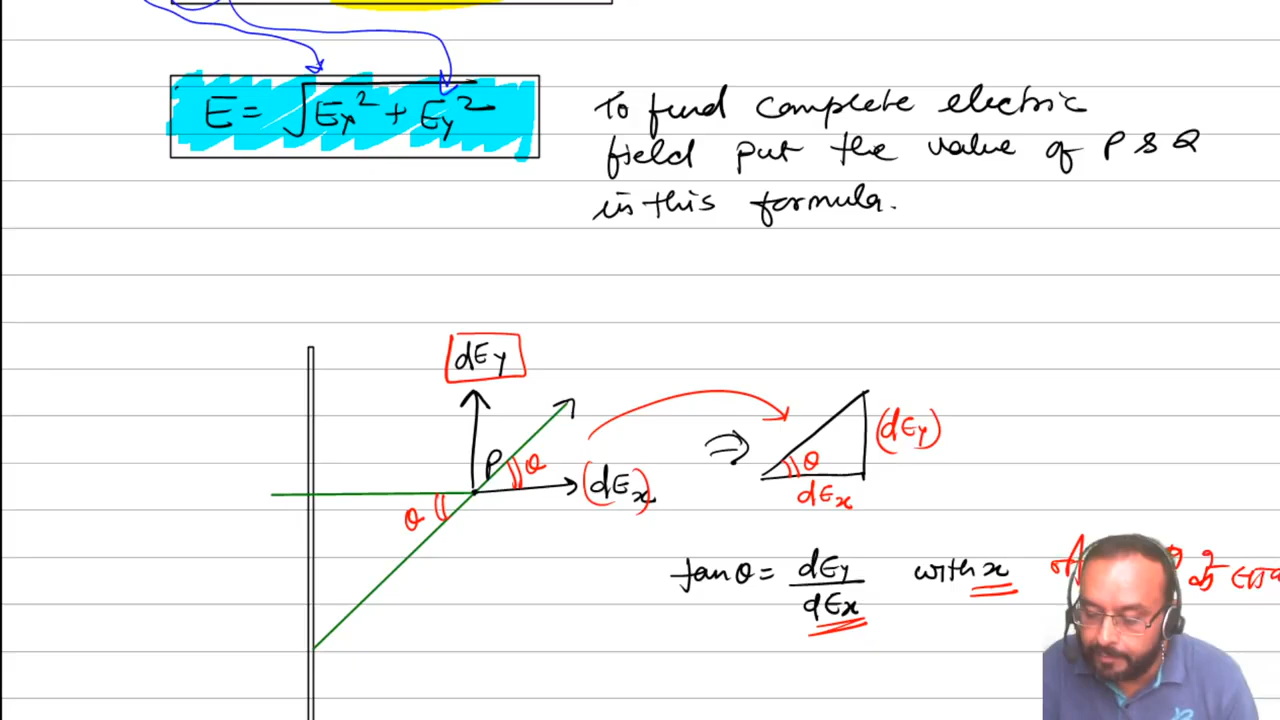 E = √Ex² + Ey²
To find complete electric
field put the value of P & Q
in this formula.
dEy
P
θ
(dEx)
θ
⇒
θ
(dEy)
dEx
tanθ = dEy/dEx with x